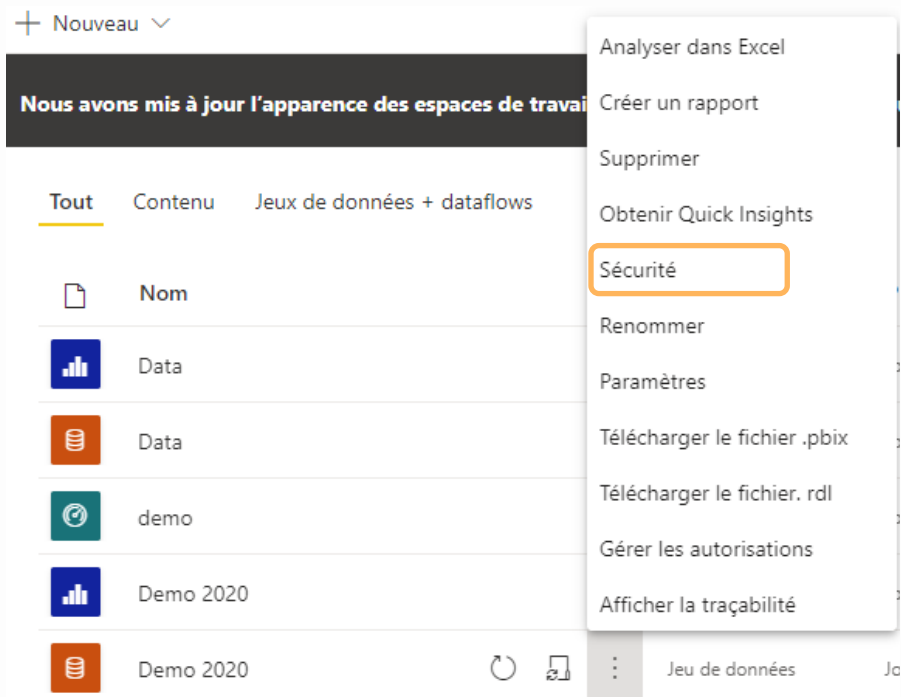 Nouveau
Nous avons mis à jour l'apparence des espaces de
Tout Contenu Jeux de données + dataflows
Nom
Data
Data
demo
Demo 2020
Demo 2020
Jeu de données
Analyser dans Excel
Créer un rapport
Supprimer
Obtenir Quick Insights
Sécurité
Renommer
Paramètres
Télécharger le fichier .pbix
Télécharger le fichier. rdl
Gérer les autorisations
Afficher la traçabilité